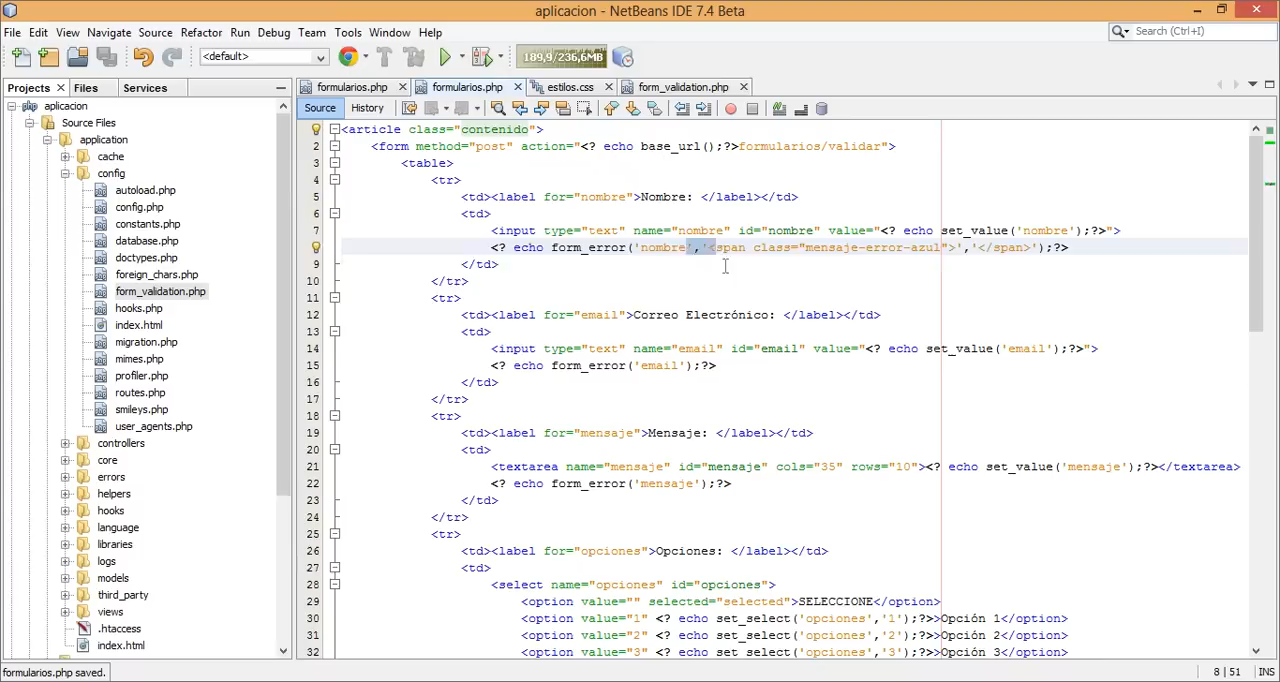 aplicacion - NetBeans IDE 7.4 Beta
File Edit View Navigate Source Refactor Run Debug Team Tools Window Help
Search (Ctrl+I)
<default> 189,9/236,6MB
Projects Files Services
formularios.php formularios.php estilos.css form_validation.php
Source History
aplicacion
Source Files
application
cache
config
autoload.php
config.php
constants.php
database.php
doctypes.php
foreign_chars.php
form_validation.php
hooks.php
index.html
migration.php
mimes.php
profiler.php
routes.php
smileys.php
user_agents.php
controllers
core
errors
helpers
hooks
language
libraries
logs
models
third_party
views
.htaccess
index.html
1 <article class="contenido">
2 <form method="post" action="<? echo base_url();?>formularios/validar">
3 <table>
4 <tr>
5 <td><label for="nombre">Nombre: </label></td>
6 <td>
7 <input type="text" name="nombre" id="nombre" value="<? echo set_value('nombre');?>">
<? echo form_error('nombre','<span class="mensaje-error-azul">','</span>');?>
9 </td>
10 </tr>
11 <tr>
12 <td><label for="email">Correo Electrónico: </label></td>
13 <td>
14 <input type="text" name="email" id="email" value="<? echo set_value('email');?>">
15 <? echo form_error('email');?>
16 </td>
17 </tr>
18 <tr>
19 <td><label for="mensaje">Mensaje: </label></td>
20 <td>
21 <textarea name="mensaje" id="mensaje" cols="35" rows="10"><? echo set_value('mensaje');?></textarea>
22 <? echo form_error('mensaje');?>
23 </td>
24 </tr>
25 <tr>
26 <td><label for="opciones">Opciones: </label></td>
27 <td>
28 <select name="opciones" id="opciones">
29 <option value="" selected="selected">SELECCIONE</option>
30 <option value="1" <? echo set_select('opciones','1');?>>Opción 1</option>
31 <option value="2" <? echo set_select('opciones','2');?>>Opción 2</option>
32 <option value="3" <? echo set_select('opciones','3');?>>Opción 3</option>
formularios.php saved.
8 | 51 INS